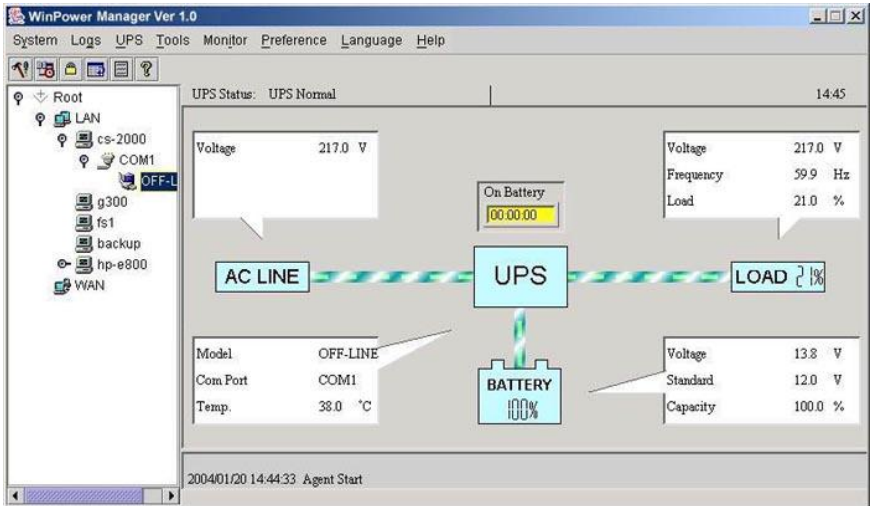 WinPower Manager Ver 1.0
System Logs UPS Tools Monitor Preference Language Help
Root
LAN
cs-2000
COM1
OFF-L
g300
fs1
backup
hp-e800
WAN
UPS Status: UPS Normal 14:45
Voltage 217.0 V
On Battery
00:00:00
Voltage 217.0 V
Frequency 59.9 Hz
Load 21.0 %
AC LINE
UPS
LOAD 21%
Model OFF-LINE
Com Port COM1
Temp. 38.0 °C
BATTERY
100%
Voltage 13.8 V
Standard 12.0 V
Capacity 100.0 %
2004/01/20 14:44:33 Agent Start